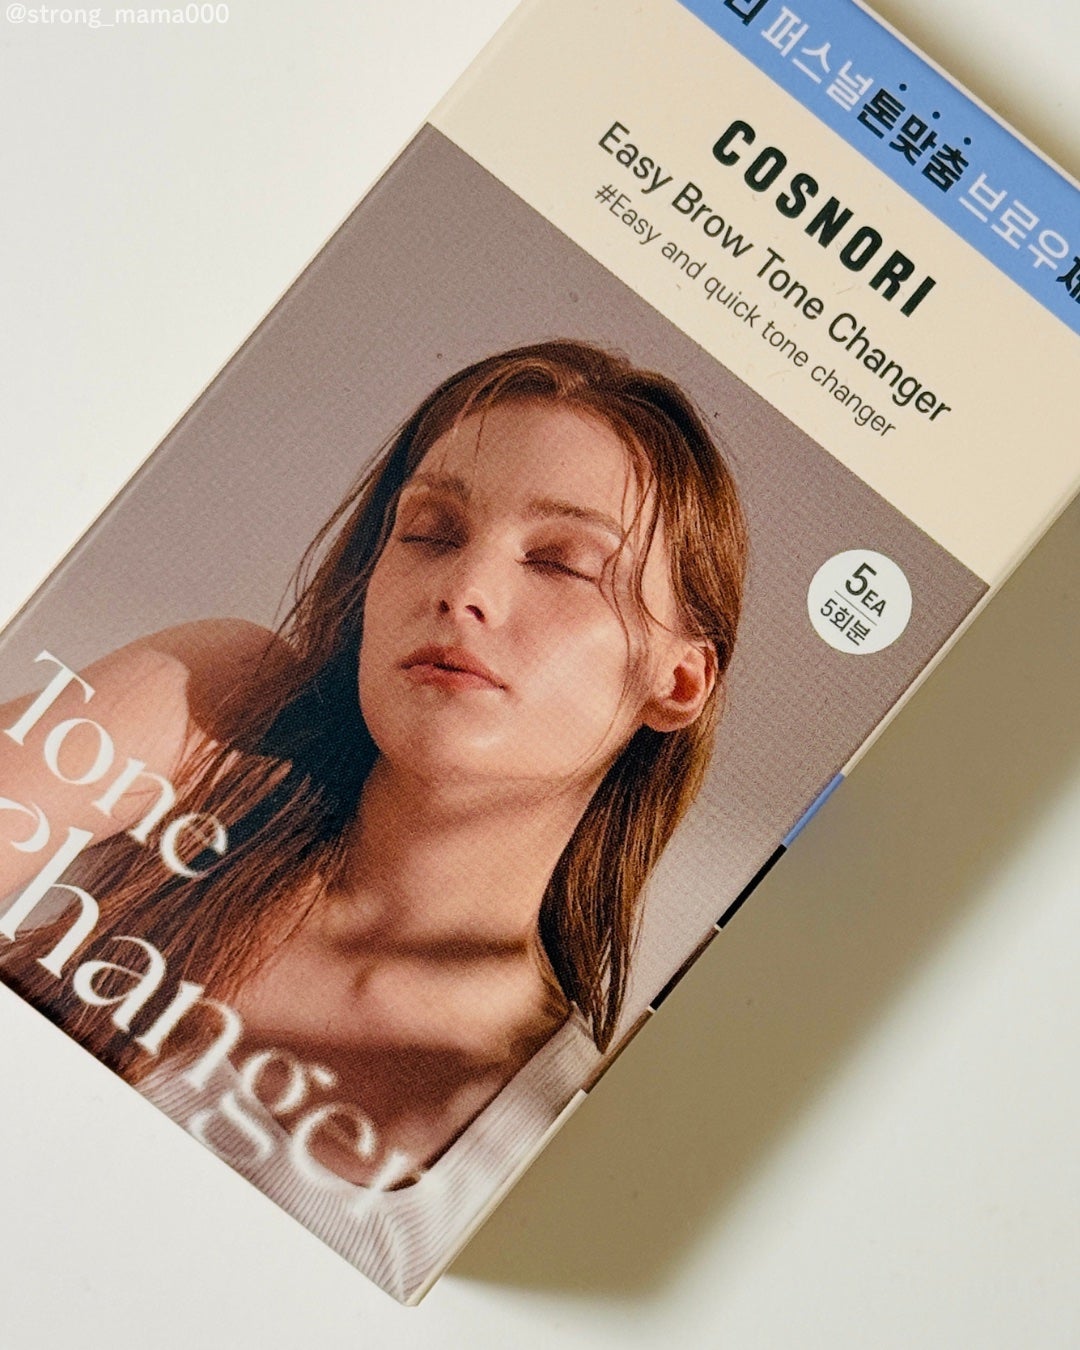 @strong_mama000
퍼스널톤맞춤 브로우
COSNORI
Easy Brow Tone Changer
#Easy and quick tone changer
5EA
5회분
Tone
Changer